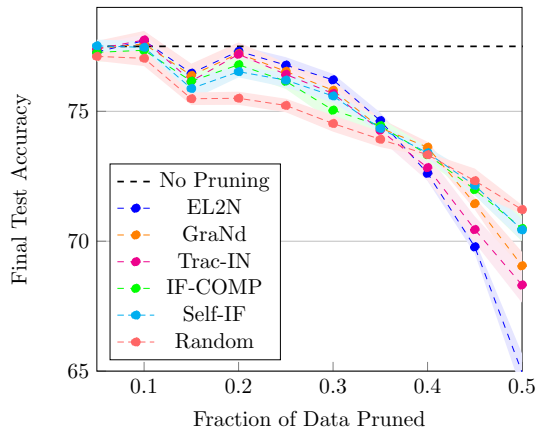 Final Test Accuracy
75
70
65
No Pruning
EL2N
GraNd
Trac-IN
IF-COMP
Self-IF
Random
0.1 0.2 0.3 0.4 0.5
Fraction of Data Pruned